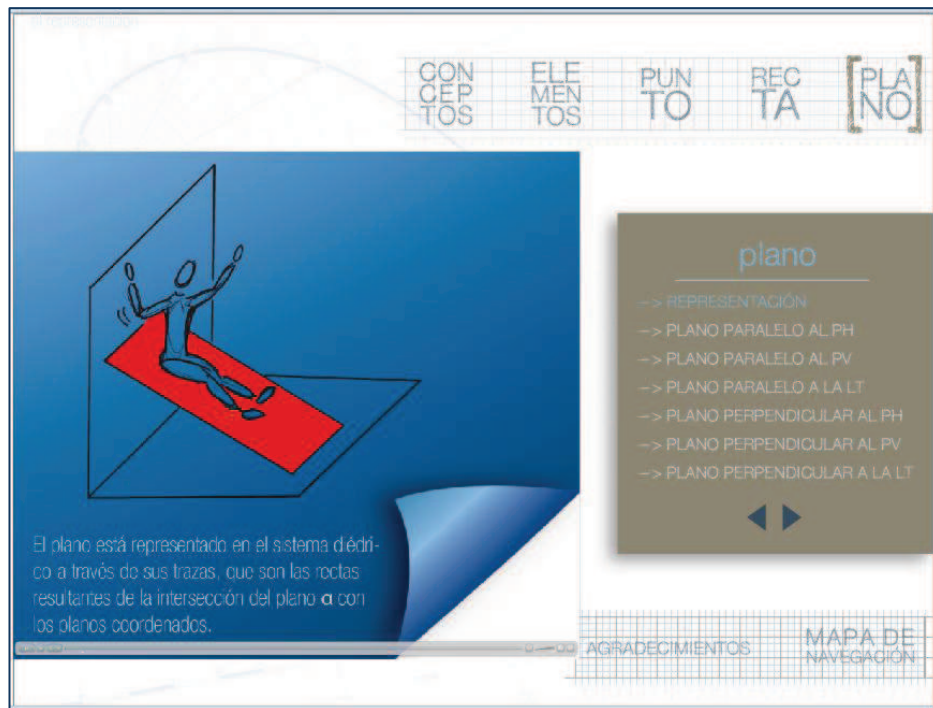 CON
CEP
TOS
ELE
MEN
TOS
PUN
TO
REC
TA
[PLA
NO]
plano
—> REPRESENTACIÓN
—> PLANO PARALELO AL PH
—> PLANO PARALELO AL PV
—> PLANO PARALELO A LA LT
—> PLANO PERPENDICULAR AL PH
—> PLANO PERPENDICULAR AL PV
—> PLANO PERPENDICULAR A LA LT
El plano está representado en el sistema diédri-
co a través de sus trazas, que son las rectas
resultantes de la intersección del plano α con
los planos coordenados.
AGRADECIMIENTOS
MAPA DE
NAVEGACIÓN